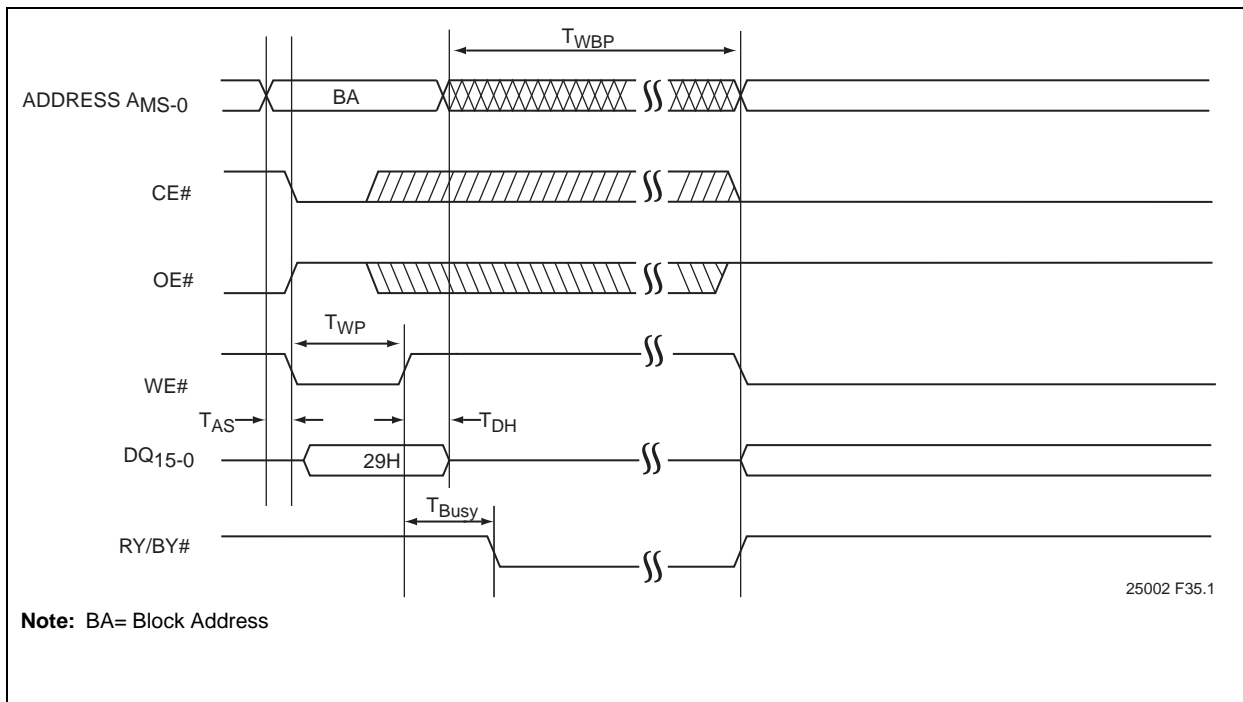 TWBP
ADDRESS AMS-0
BA
CE#
OE#
TWP
WE#
TAS
TDH
DQ15-0
29H
TBusy
RY/BY#
25002 F35.1
Note: BA= Block Address